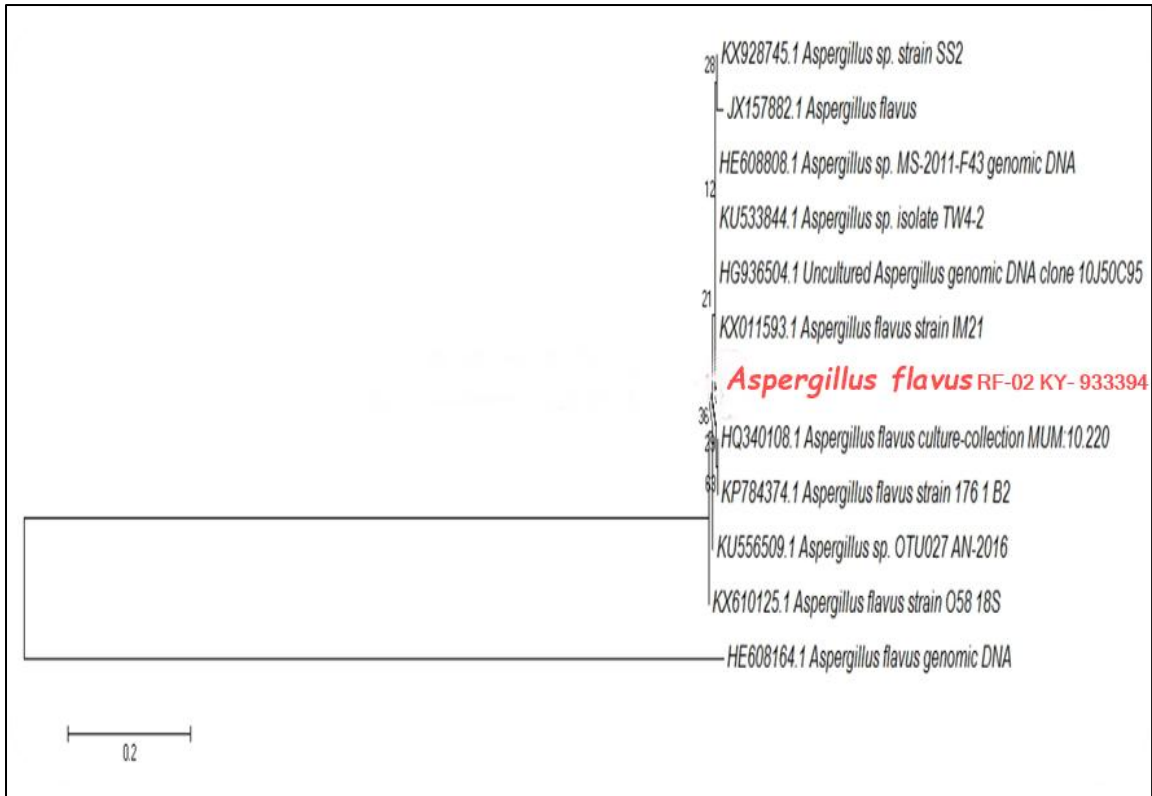 28
KX928745.1 Aspergillus sp. strain SS2
JX157882.1 Aspergillus flavus
HE608808.1 Aspergillus sp. MS-2011-F43 genomic DNA
12
KU533844.1 Aspergillus sp. isolate TW4-2
HG936504.1 Uncultured Aspergillus genomic DNA clone 10J50C95
21
KX011593.1 Aspergillus flavus strain IM21
Aspergillus flavus RF-02 KY- 933394
36
HQ340108.1 Aspergillus flavus culture-collection MUM:10.220
29
63
KP784374.1 Aspergillus flavus strain 176 1 B2
KU556509.1 Aspergillus sp. OTU027 AN-2016
KX610125.1 Aspergillus flavus strain O58 18S
HE608164.1 Aspergillus flavus genomic DNA
0.2